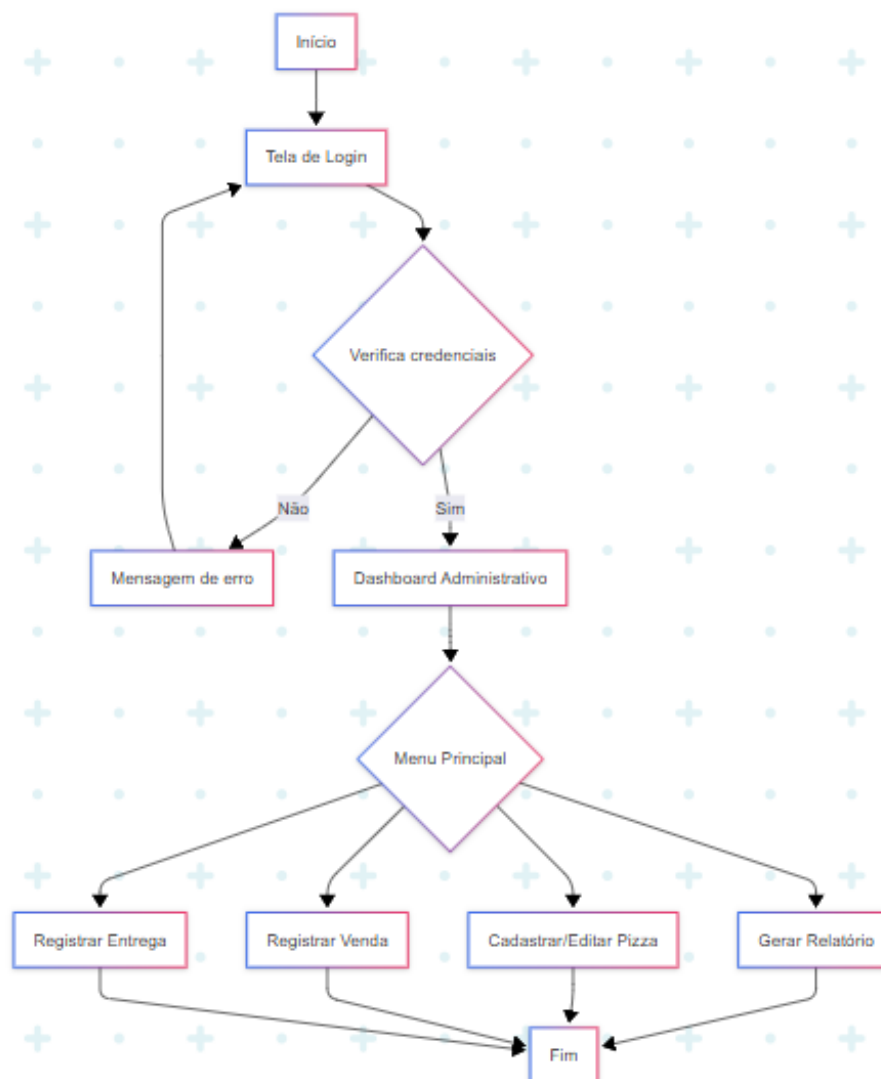 Início
Tela de Login
Verifica credenciais
Não
Sim
Mensagem de erro
Dashboard Administrativo
Menu Principal
Registrar Entrega
Registrar Venda
Cadastrar/Editar Pizza
Gerar Relatório
Fim